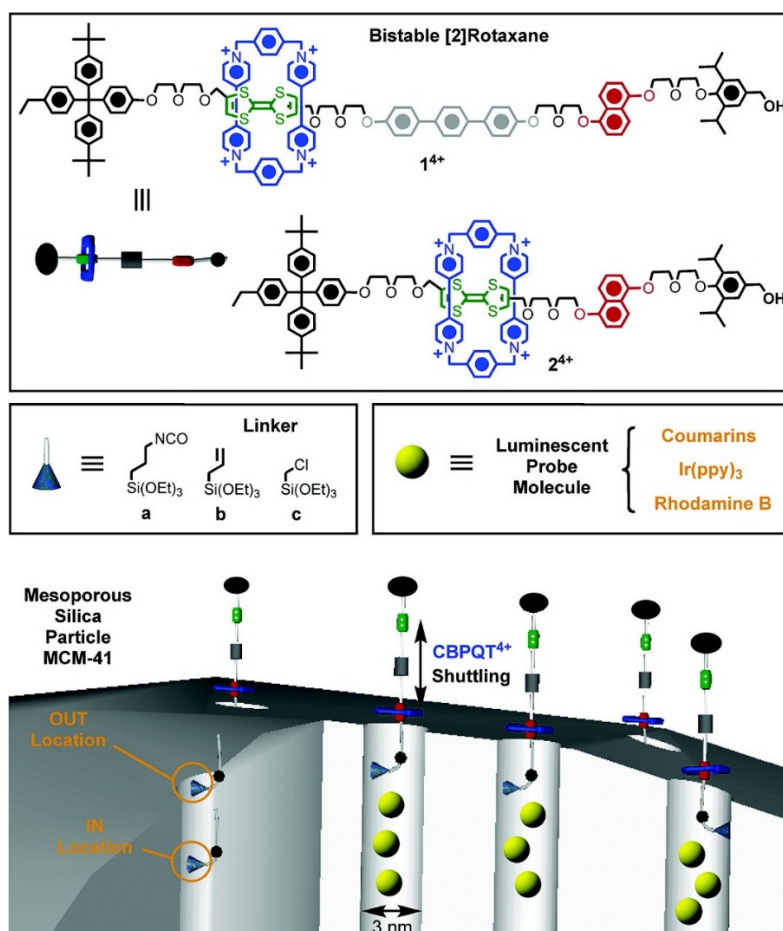 Bistable [2]Rotaxane
N + N +
S S
S S
O O O
O O O
O O O
O O O
OH
N + N +
1⁴⁺
N + N +
S S
S S
O O O
O O O
O O O
OH
N + N +
2⁴⁺
Linker
NCO
Cl
Si(OEt)₃ Si(OEt)₃ Si(OEt)₃
a b c
Luminescent
Probe
Molecule
Coumarins
Ir(ppy)₃
Rhodamine B
Mesoporous
Silica
Particle
MCM-41
CBPQT⁴⁺
Shuttling
OUT
Location
IN
Location
3 nm